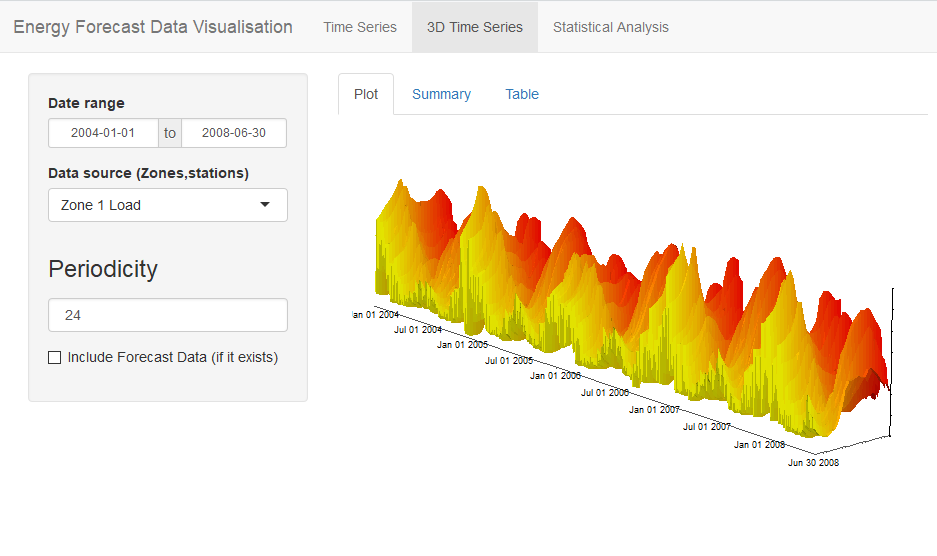 Energy Forecast Data Visualisation Time Series 3D Time Series Statistical Analysis
Date range
2004-01-01 to 2008-06-30
Data source (Zones,stations)
Zone 1 Load
Periodicity
24
Include Forecast Data (if it exists)
Plot Summary Table
an 01 2004
Jul 01 2004
Jan 01 2005
Jul 01 2005
Jan 01 2006
Jul 01 2006
Jan 01 2007
Jul 01 2007
Jan 01 2008
Jun 30 2008